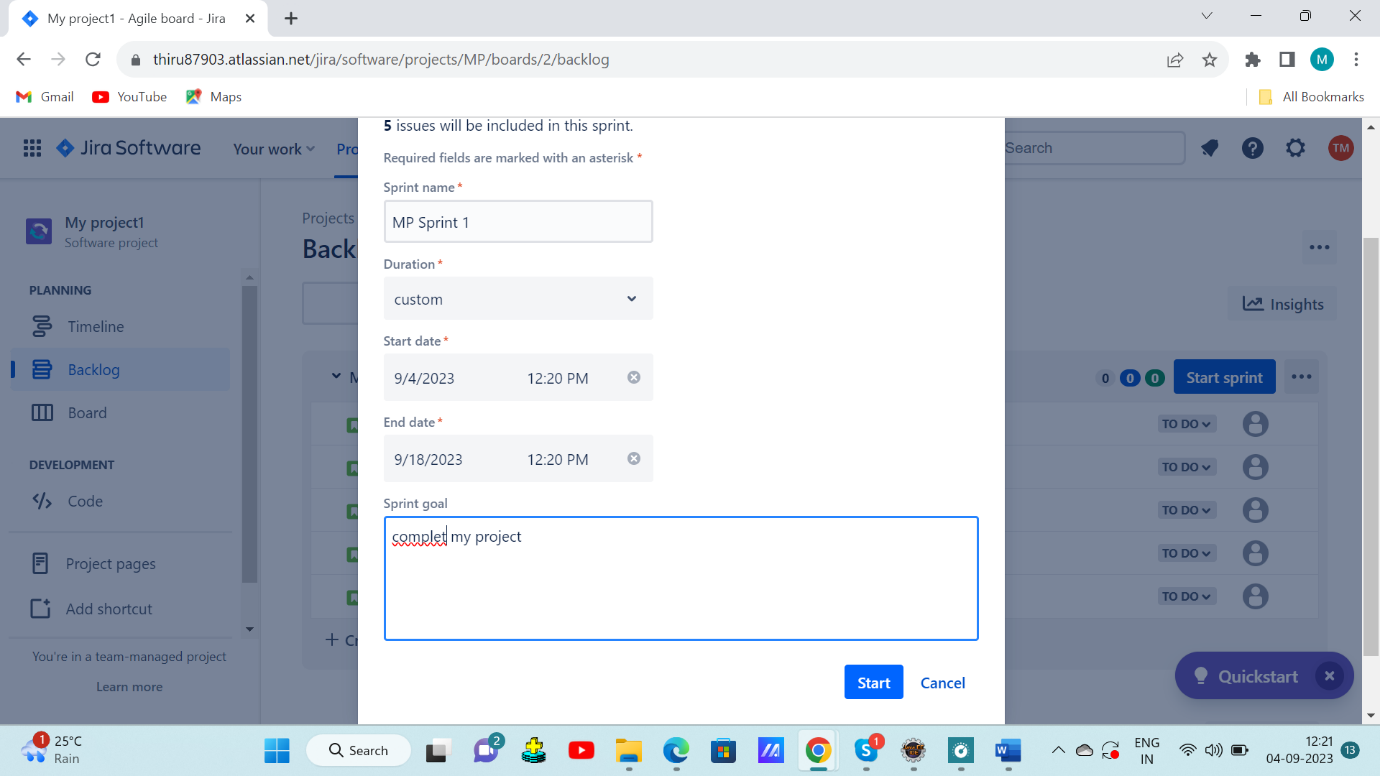 My project1 - Agile board - Jira
thiru87903.atlassian.net/jira/software/projects/MP/boards/2/backlog
M
Gmail YouTube Maps All Bookmarks
Jira Software Your work Pro Search TM
5 issues will be included in this sprint.
Required fields are marked with an asterisk *
Sprint name *
MP Sprint 1
Duration *
custom
Start date *
9/4/2023 12:20 PM
End date *
9/18/2023 12:20 PM
Sprint goal
complet my project
Start Cancel
My project1
Software project
PLANNING
Timeline
Backlog
Board
DEVELOPMENT
Code
Project pages
Add shortcut
You're in a team-managed project
Learn more
Projects
Back
Insights
M 0 0 0 Start sprint
TO DO
TO DO
TO DO
TO DO
TO DO
+ Cr
Quickstart
1 25°C
Rain
Search
2
1
ENG
IN
12:21
04-09-2023
13